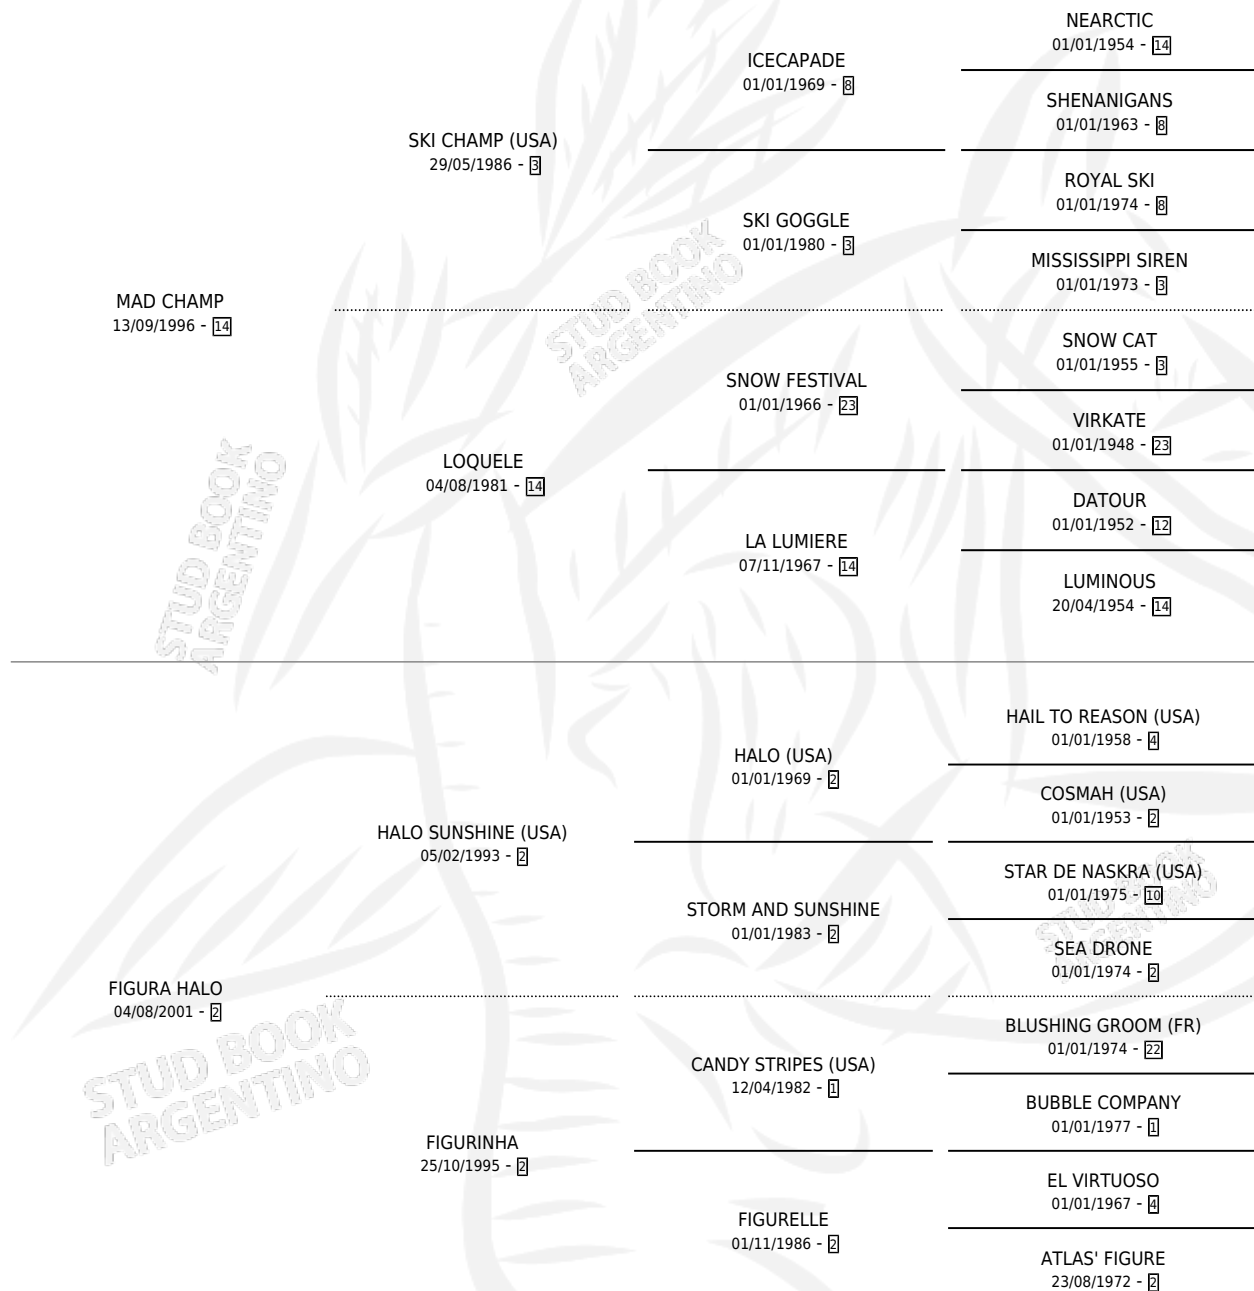 NEARCTIC
01/01/1954 - 14
ICECAPADE
01/01/1969 - 8
SHENANIGANS
01/01/1963 - 8
SKI CHAMP (USA)
29/05/1986 - 3
ROYAL SKI
01/01/1974 - 8
SKI GOGGLE
01/01/1980 - 3
MISSISSIPPI SIREN
01/01/1973 - 3
MAD CHAMP
13/09/1996 - 14
STUD BOOK
ARGENTINO
SNOW CAT
01/01/1955 - 3
SNOW FESTIVAL
01/01/1966 - 23
VIRKATE
01/01/1948 - 23
LOQUELE
04/08/1981 - 14
DATOUR
01/01/1952 - 12
LA LUMIERE
07/11/1967 - 14
LUMINOUS
20/04/1954 - 14
STUD BOOK
ARGENTINO
HAIL TO REASON (USA)
01/01/1958 - 4
HALO (USA)
01/01/1969 - 2
COSMAH (USA)
01/01/1953 - 2
HALO SUNSHINE (USA)
05/02/1993 - 2
STAR DE NASKRA (USA)
01/01/1975 - 10
STORM AND SUNSHINE
01/01/1983 - 2
SEA DRONE
01/01/1974 - 2
STUD BOOK
ARGENTINO
FIGURA HALO
04/08/2001 - 2
BLUSHING GROOM (FR)
01/01/1974 - 22
CANDY STRIPES (USA)
12/04/1982 - 1
BUBBLE COMPANY
01/01/1977 - 1
FIGURINHA
25/10/1995 - 2
EL VIRTUOSO
01/01/1967 - 4
FIGURELLE
01/11/1986 - 2
ATLAS' FIGURE
23/08/1972 - 2
STUD BOOK
ARGENTINO